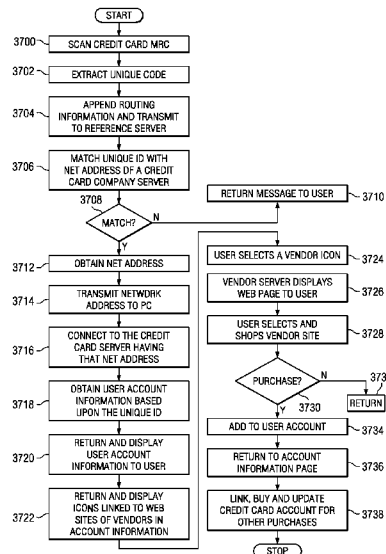 START
3700
SCAN CREDIT CARD MRC
3702
EXTRACT UNIQUE CODE
3704
APPEND ROUTING
INFORMATION AND TRANSMIT
TO REFERENCE SERVER
3706
MATCH UNIQUE ID WITH
NET ADDRESS OF A CREDIT
CARD COMPANY SERVER
3708
MATCH?
N
Y
RETURN MESSAGE TO USER
3710
3712
OBTAIN NET ADDRESS
3714
TRANSMIT NETWORK
ADDRESS TO PC
3716
CONNECT TO THE CREDIT
CARD SERVER HAVING
THAT NET ADDRESS
3718
OBTAIN USER ACCOUNT
INFORMATION BASED
UPON THE UNIQUE ID
3720
RETURN AND DISPLAY
USER ACCOUNT
INFORMATION TO USER
3722
RETURN AND DISPLAY
ICONS LINKED TO WEB
SITES OF VENDORS IN
ACCOUNT INFORMATION
USER SELECTS A VENDOR ICON
3724
VENDOR SERVER DISPLAYS
WEB PAGE TO USER
3726
USER SELECTS AND
SHOPS VENDOR SITE
3728
PURCHASE?
N
3730
Y
373
RETURN
ADD TO USER ACCOUNT
3734
RETURN TO ACCOUNT
INFORMATION PAGE
3736
LINK, BUY AND UPDATE
CREDIT CARD ACCOUNT FOR
OTHER PURCHASES
3738
STOP